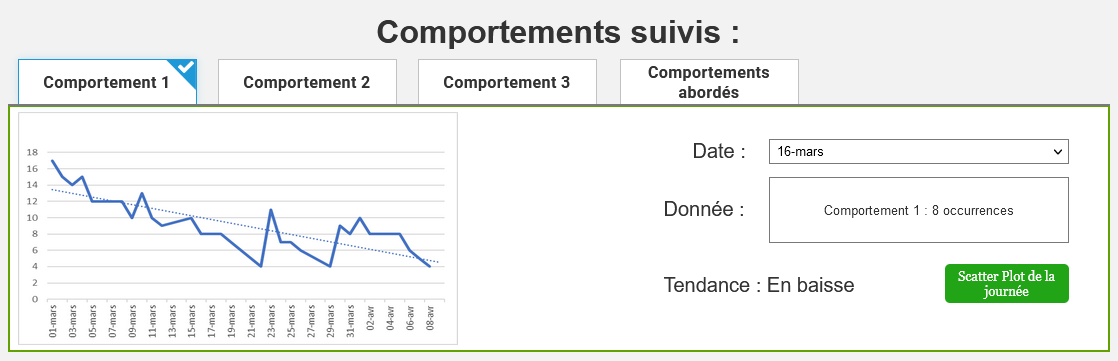 Comportements suivis :
Comportement 1
Comportement 2
Comportement 3
Comportements
abordés
18
16
14
12
10
8
6
4
2
0
01-mars
03-mars
05-mars
07-mars
09-mars
11-mars
13-mars
15-mars
17-mars
19-mars
21-mars
23-mars
25-mars
27-mars
29-mars
31-mars
02-avr
04-avr
06-avr
08-avr
Date :
16-mars
Donnée :
Comportement 1 : 8 occurrences
Tendance : En baisse
Scatter Plot de la
journée